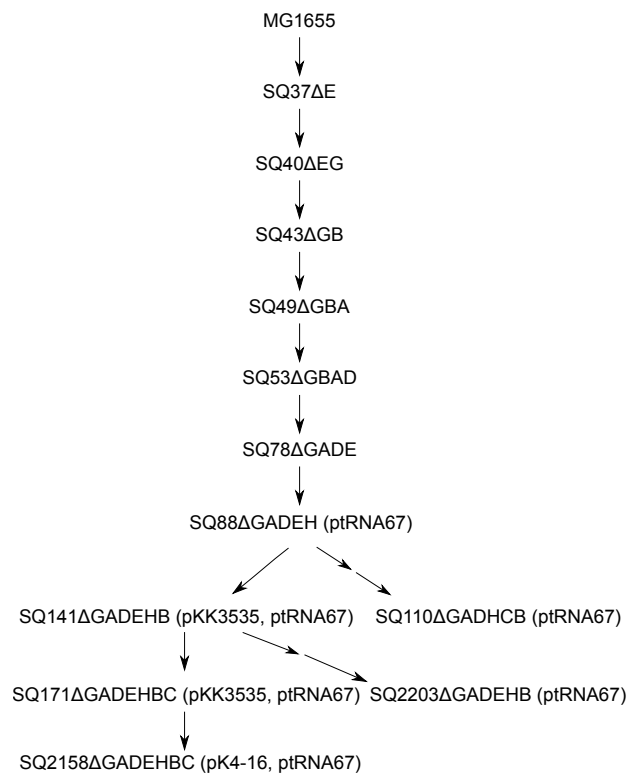 MG1655
SQ37ΔE
SQ40ΔEG
SQ43ΔGB
SQ49ΔGBA
SQ53ΔGBAD
SQ78ΔGADE
SQ88ΔGADEH (ptRNA67)
SQ141ΔGADEHB (pKK3535, ptRNA67) SQ110ΔGADHCB (ptRNA67)
SQ171ΔGADEHBC (pKK3535, ptRNA67) SQ2203ΔGADEHB (ptRNA67)
SQ2158ΔGADEHBC (pK4-16, ptRNA67)